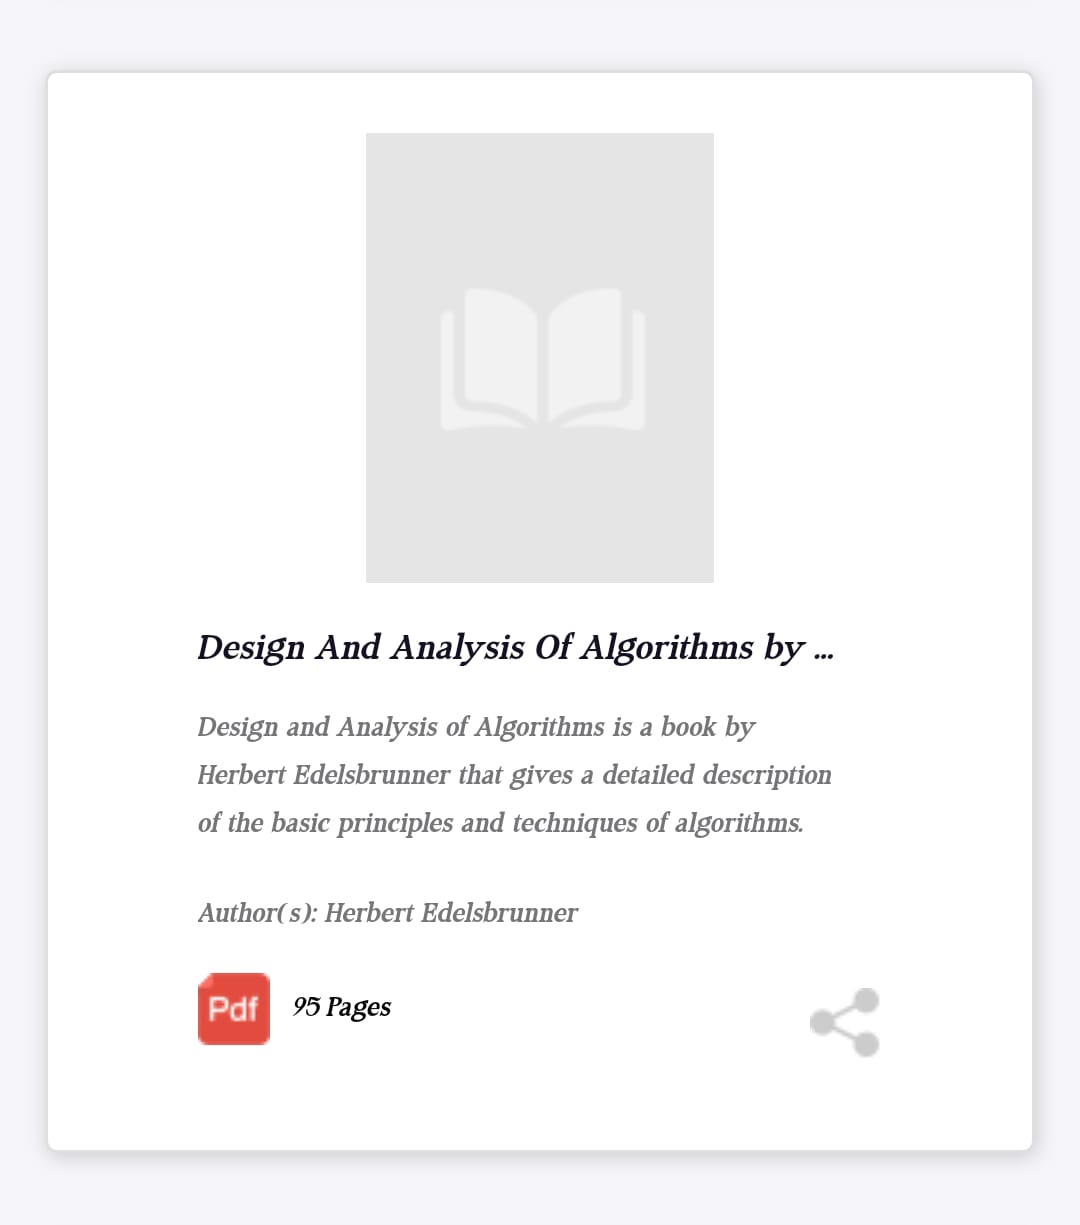 Design And Analysis Of Algorithms by ...
Design and Analysis of Algorithms is a book by
Herbert Edelsbrunner that gives a detailed description
of the basic principles and techniques of algorithms.
Author(s): Herbert Edelsbrunner
Pdf 95 Pages